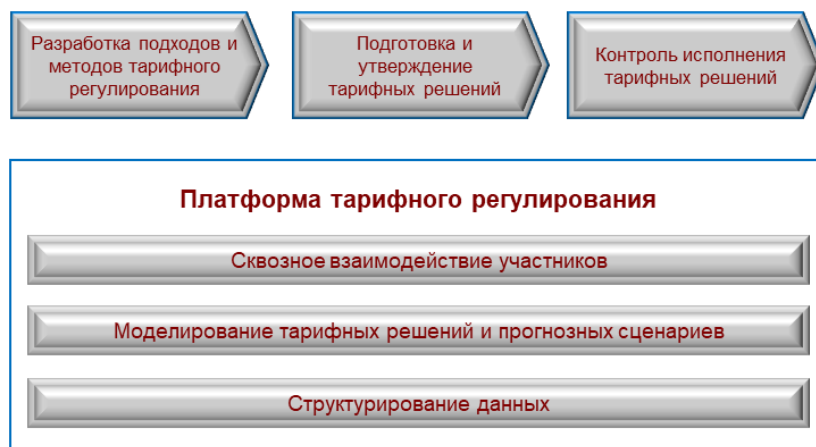 Разработка подходов и
методов тарифного
регулирования
Подготовка и
утверждение
тарифных решений
Контроль исполнения
тарифных решений
Платформа тарифного регулирования
Сквозное взаимодействие участников
Моделирование тарифных решений и прогнозных сценариев
Структурирование данных